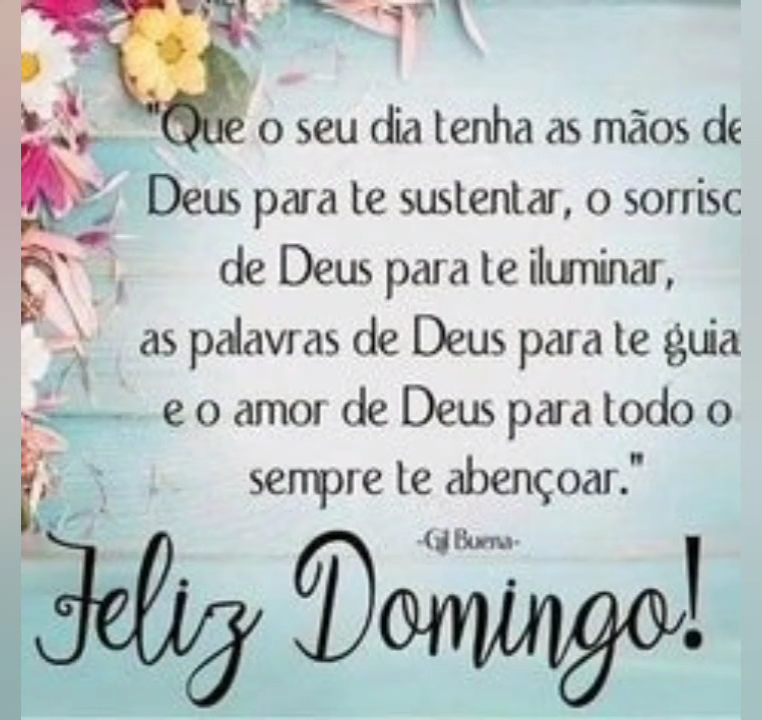 "Que o seu dia tenha as mãos de
Deus para te sustentar, o sorriso
de Deus para te iluminar,
as palavras de Deus para te guia
e o amor de Deus para todo o
sempre te abençoar."
-Gil Buena-
Feliz Domingo!